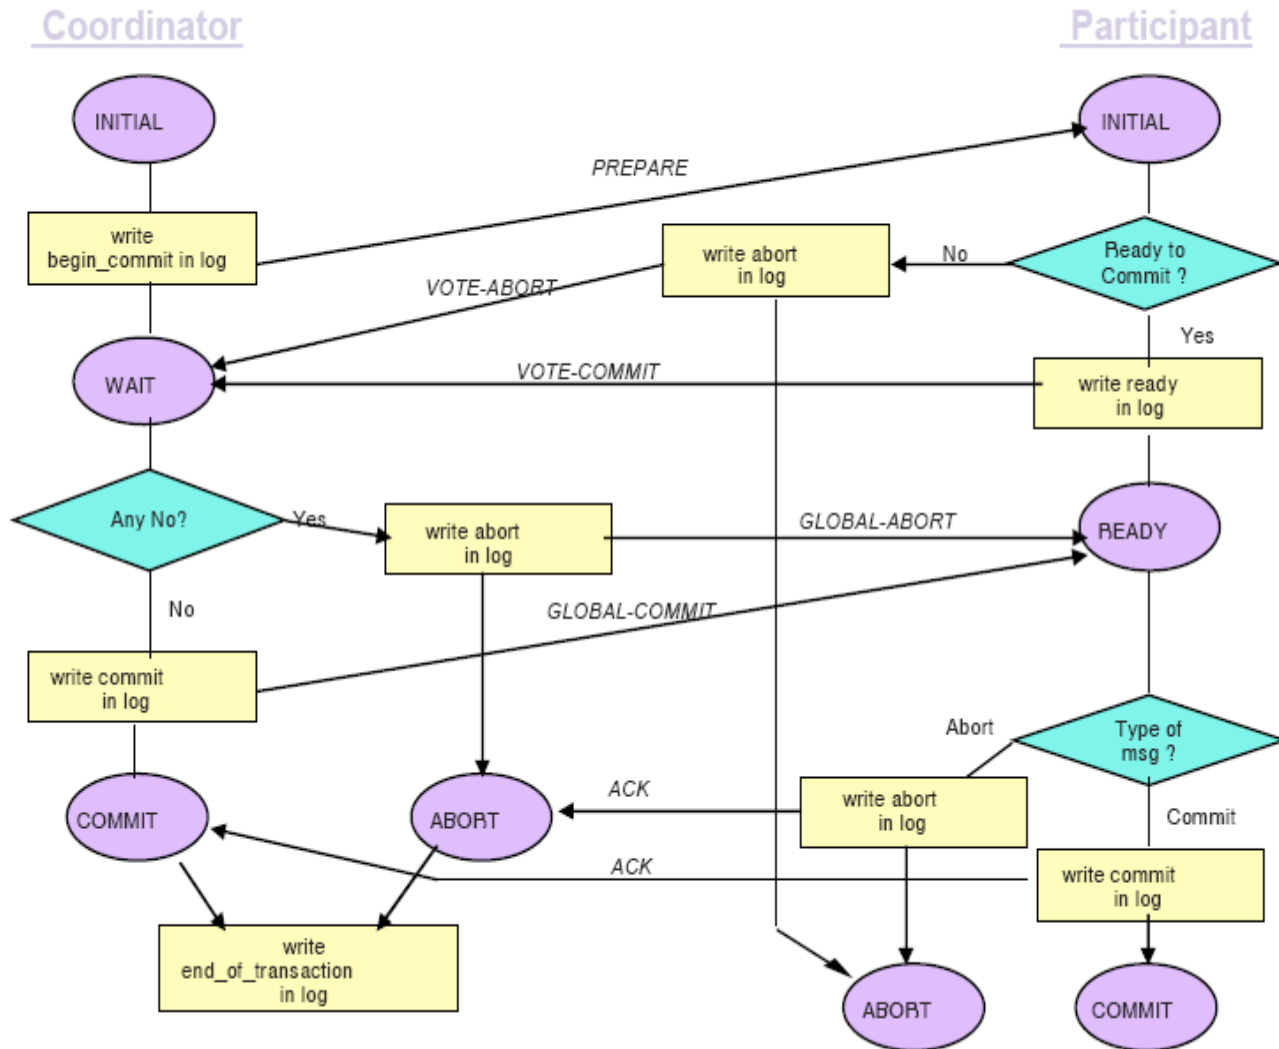 Coordinator
Participant
INITIAL
INITIAL
PREPARE
write
begin_commit in log
write abort
in log
No
Ready to
Commit ?
VOTE-ABORT
Yes
WAIT
VOTE-COMMIT
write ready
in log
Any No?
Yes
write abort
in log
GLOBAL-ABORT
READY
No
GLOBAL-COMMIT
write commit
in log
Abort
Type of
msg ?
COMMIT
ABORT
ACK
write abort
in log
Commit
ACK
write commit
in log
write
end_of_transaction
in log
ABORT
COMMIT